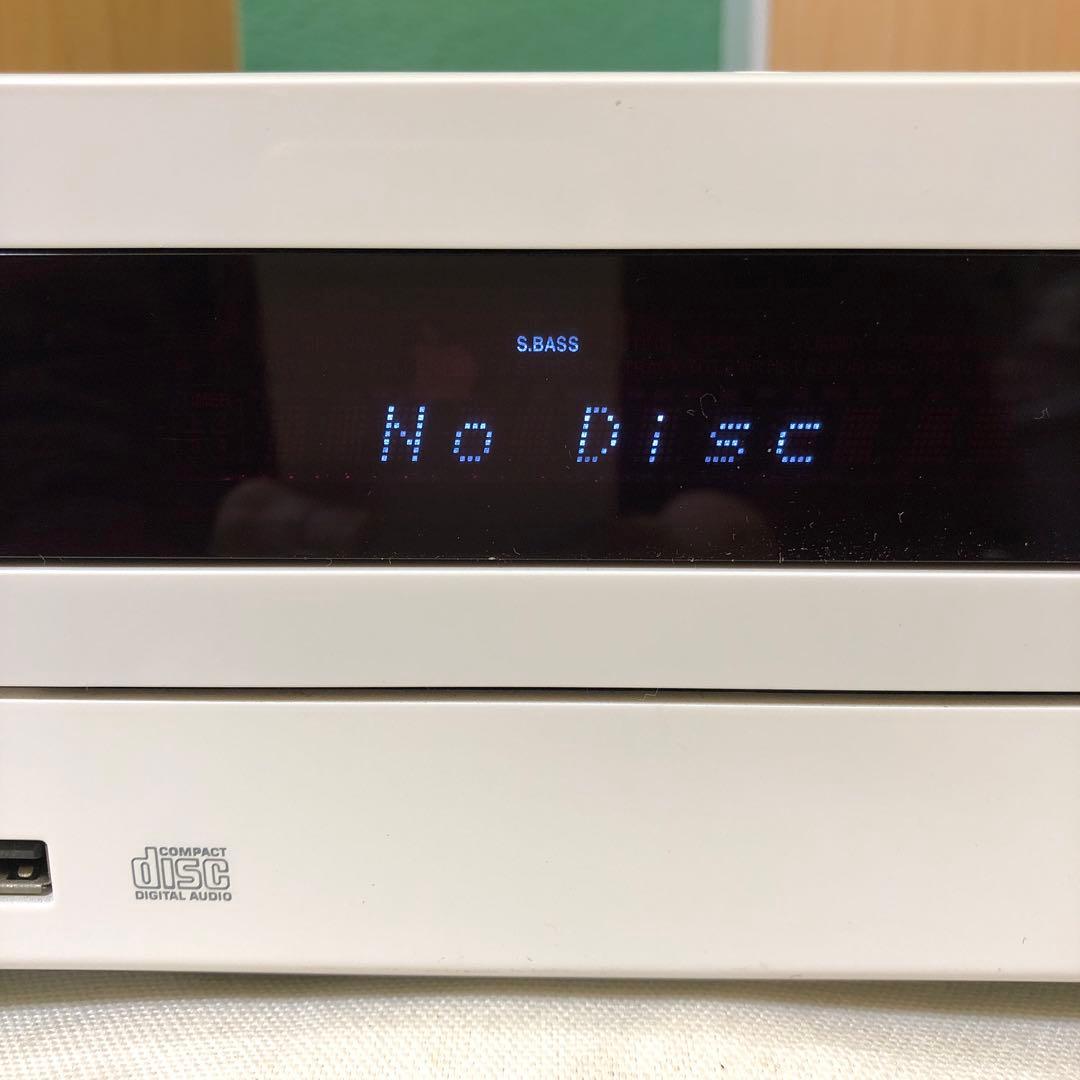 S.BASS
No Disc
COMPACT
disc
DIGITAL AUDIO